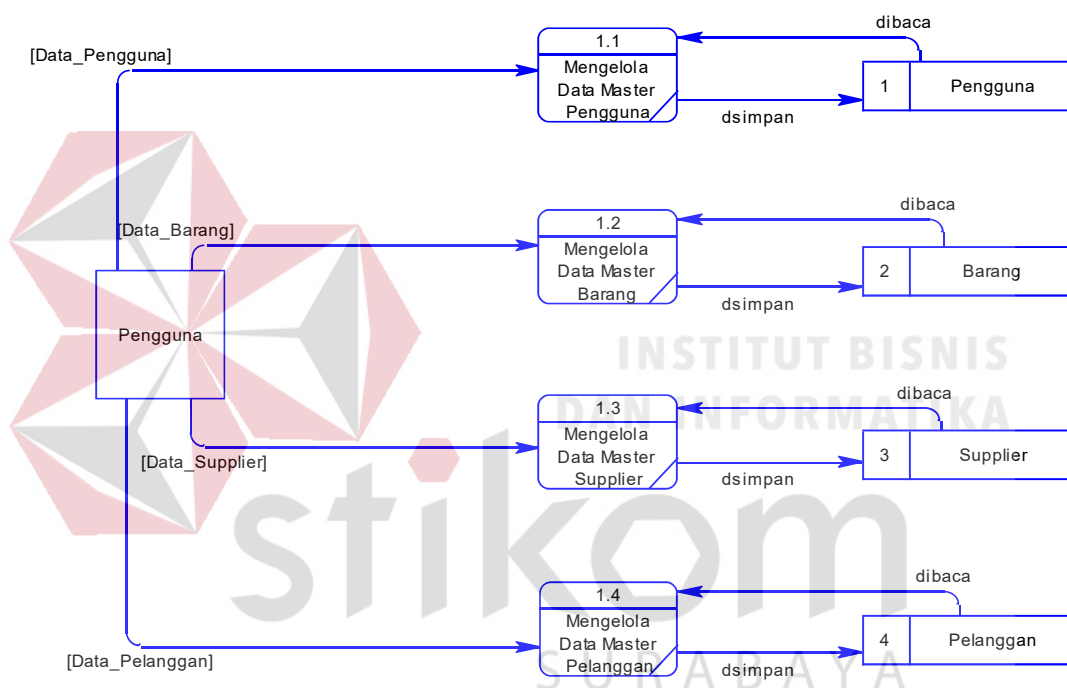 dibaca
[Data_Pengguna]
1.1
Mengelola
Data Master
Pengguna
1
Pengguna
dsimpan
dibaca
[Data_Barang]
1.2
Mengelola
Data Master
Barang
2
Barang
dsimpan
Pengguna
INSTITUT BISNIS
DAN INFORMATIKA
dibaca
1.3
Mengelola
Data Master
Supplier
3
Supplier
[Data_Supplier]
dsimpan
stikom
dibaca
1.4
Mengelola
Data Master
Pelanggan
4
Pelanggan
[Data_Pelanggan]
dsimpan
SURABAYA